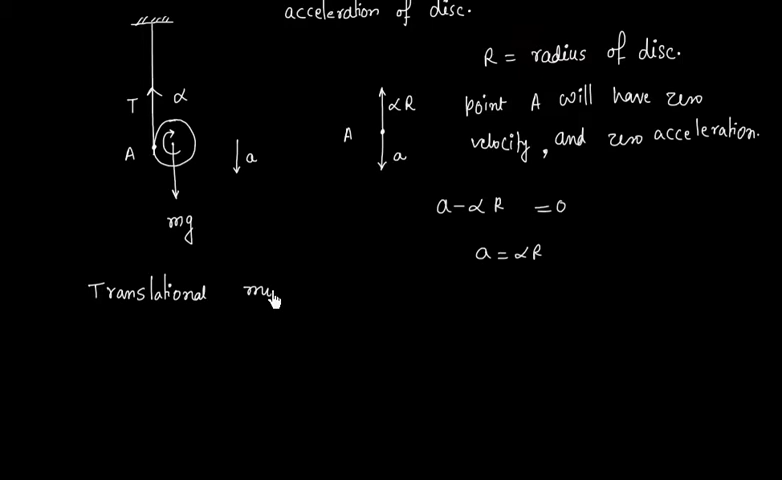 acceleration of disc.
R = radius of disc.
T α
αR
point A will have zero
A
A
a
a
velocity, and zero acceleration.
mg
a - αR = 0
a = αR
Translational